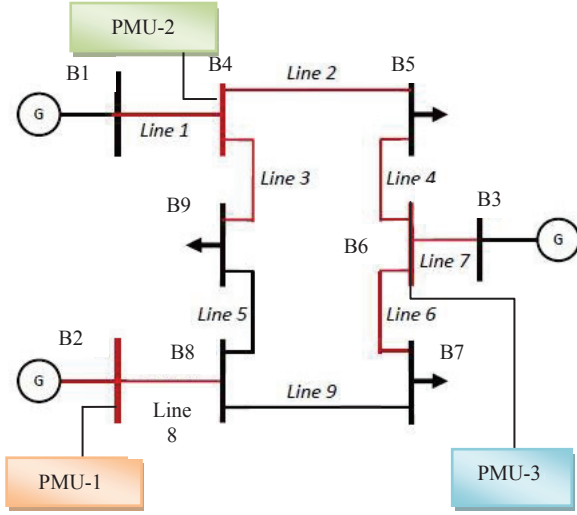 PMU-2
B1
B4
Line 2
B5
G
Line 1
Line 3
Line 4
B9
B3
B6
G
Line 7
Line 5
Line 6
B2
B8
B7
G
Line
8
Line 9
PMU-1
PMU-3